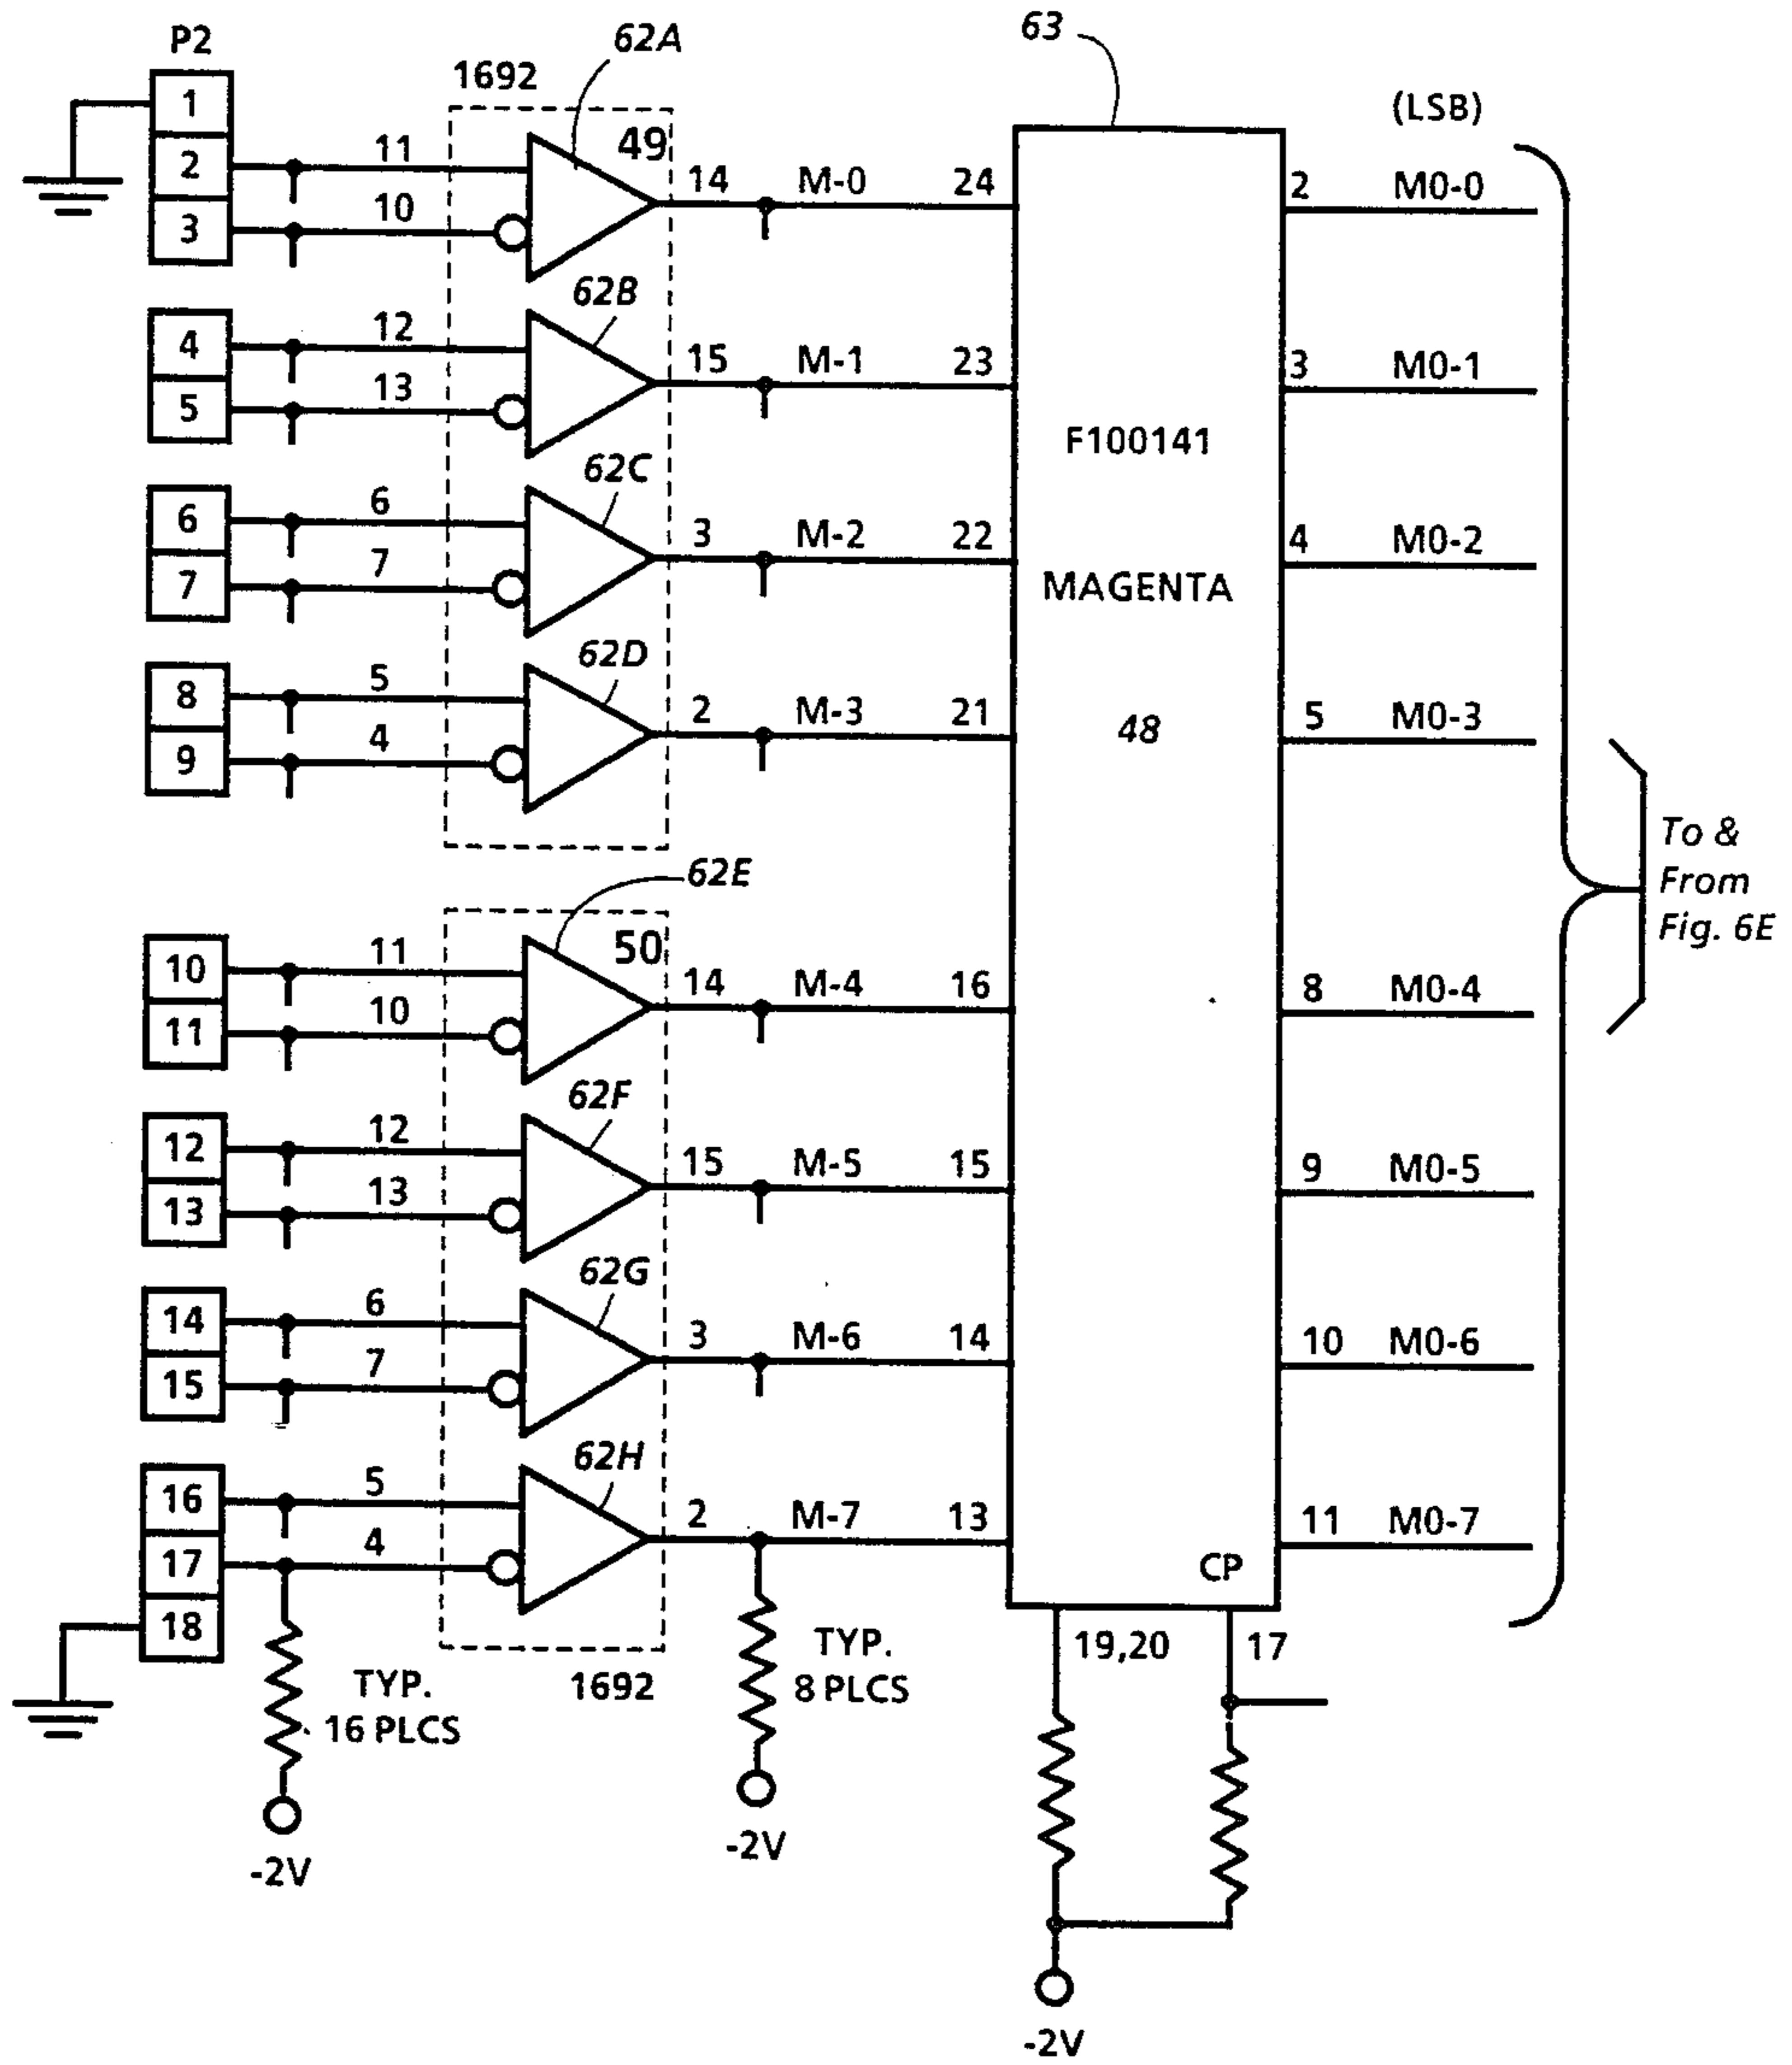 P2
62A
63
1692
(LSB)
1
2
3
11
10
49
14
M-0
24
2
M0-0
62B
4
5
12
13
15
M-1
23
3
M0-1
F100141
62C
6
7
6
7
3
M-2
22
4
M0-2
MAGENTA
62D
8
9
5
4
2
M-3
21
48
5
M0-3
To &
From
Fig. 6E
62E
10
11
11
10
50
14
M-4
16
8
M0-4
62F
12
13
12
13
15
M-5
15
9
M0-5
62G
14
15
6
7
3
M-6
14
10
M0-6
62H
16
17
18
5
4
2
M-7
13
11
M0-7
CP
19,20
17
TYP.
16 PLCS
1692
TYP.
8 PLCS
-2V
-2V
-2V